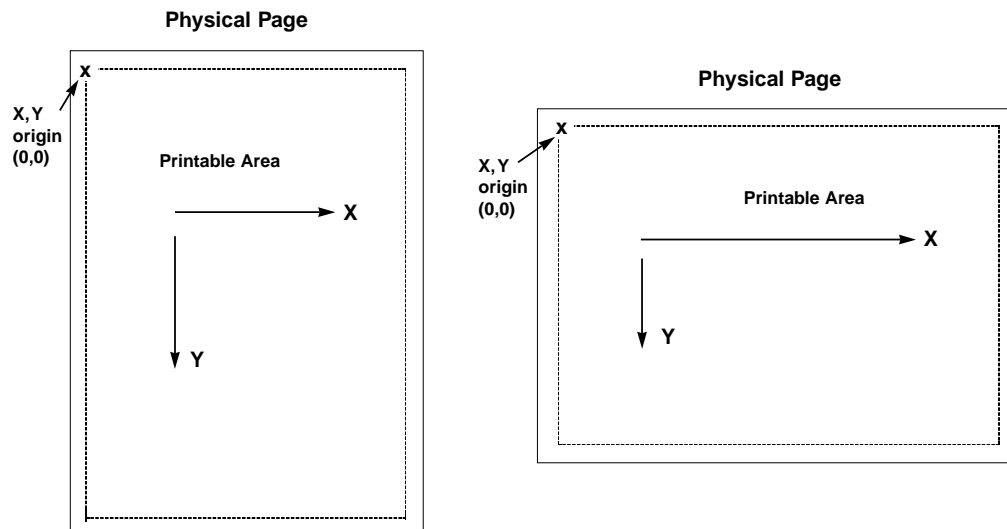 Physical Page
x
X, Y
origin
(0,0)
Printable Area
X
Y
Physical Page
x
X, Y
origin
(0,0)
Printable Area
X
Y